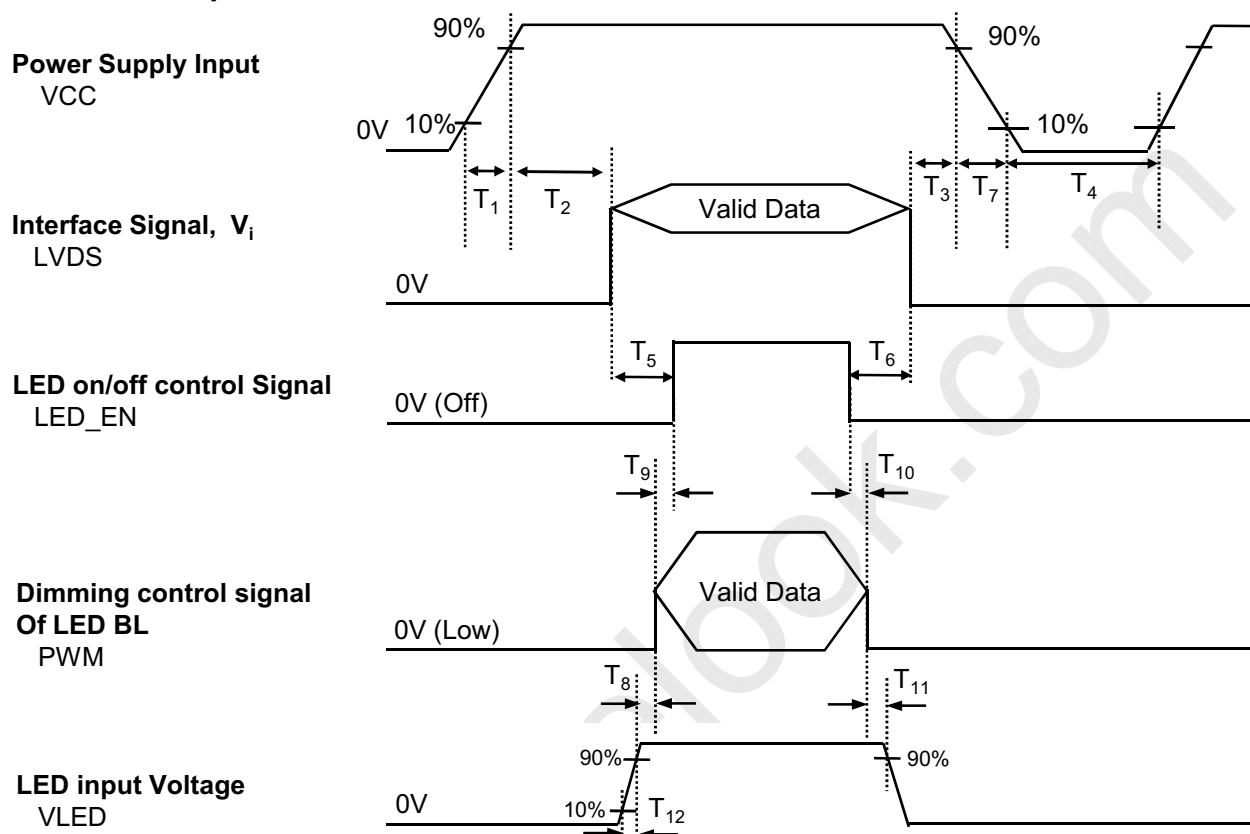 90%
90%
Power Supply Input
VCC
0V 10%
10%
T1
T2
T3
T7
T4
Interface Signal, Vi
LVDS
Valid Data
0V
T5
T6
LED on/off control Signal
LED_EN
0V (Off)
T9
T10
Dimming control signal
Of LED BL
PWM
Valid Data
0V (Low)
T8
T11
90%
90%
LED input Voltage
VLED
0V
10%
T12